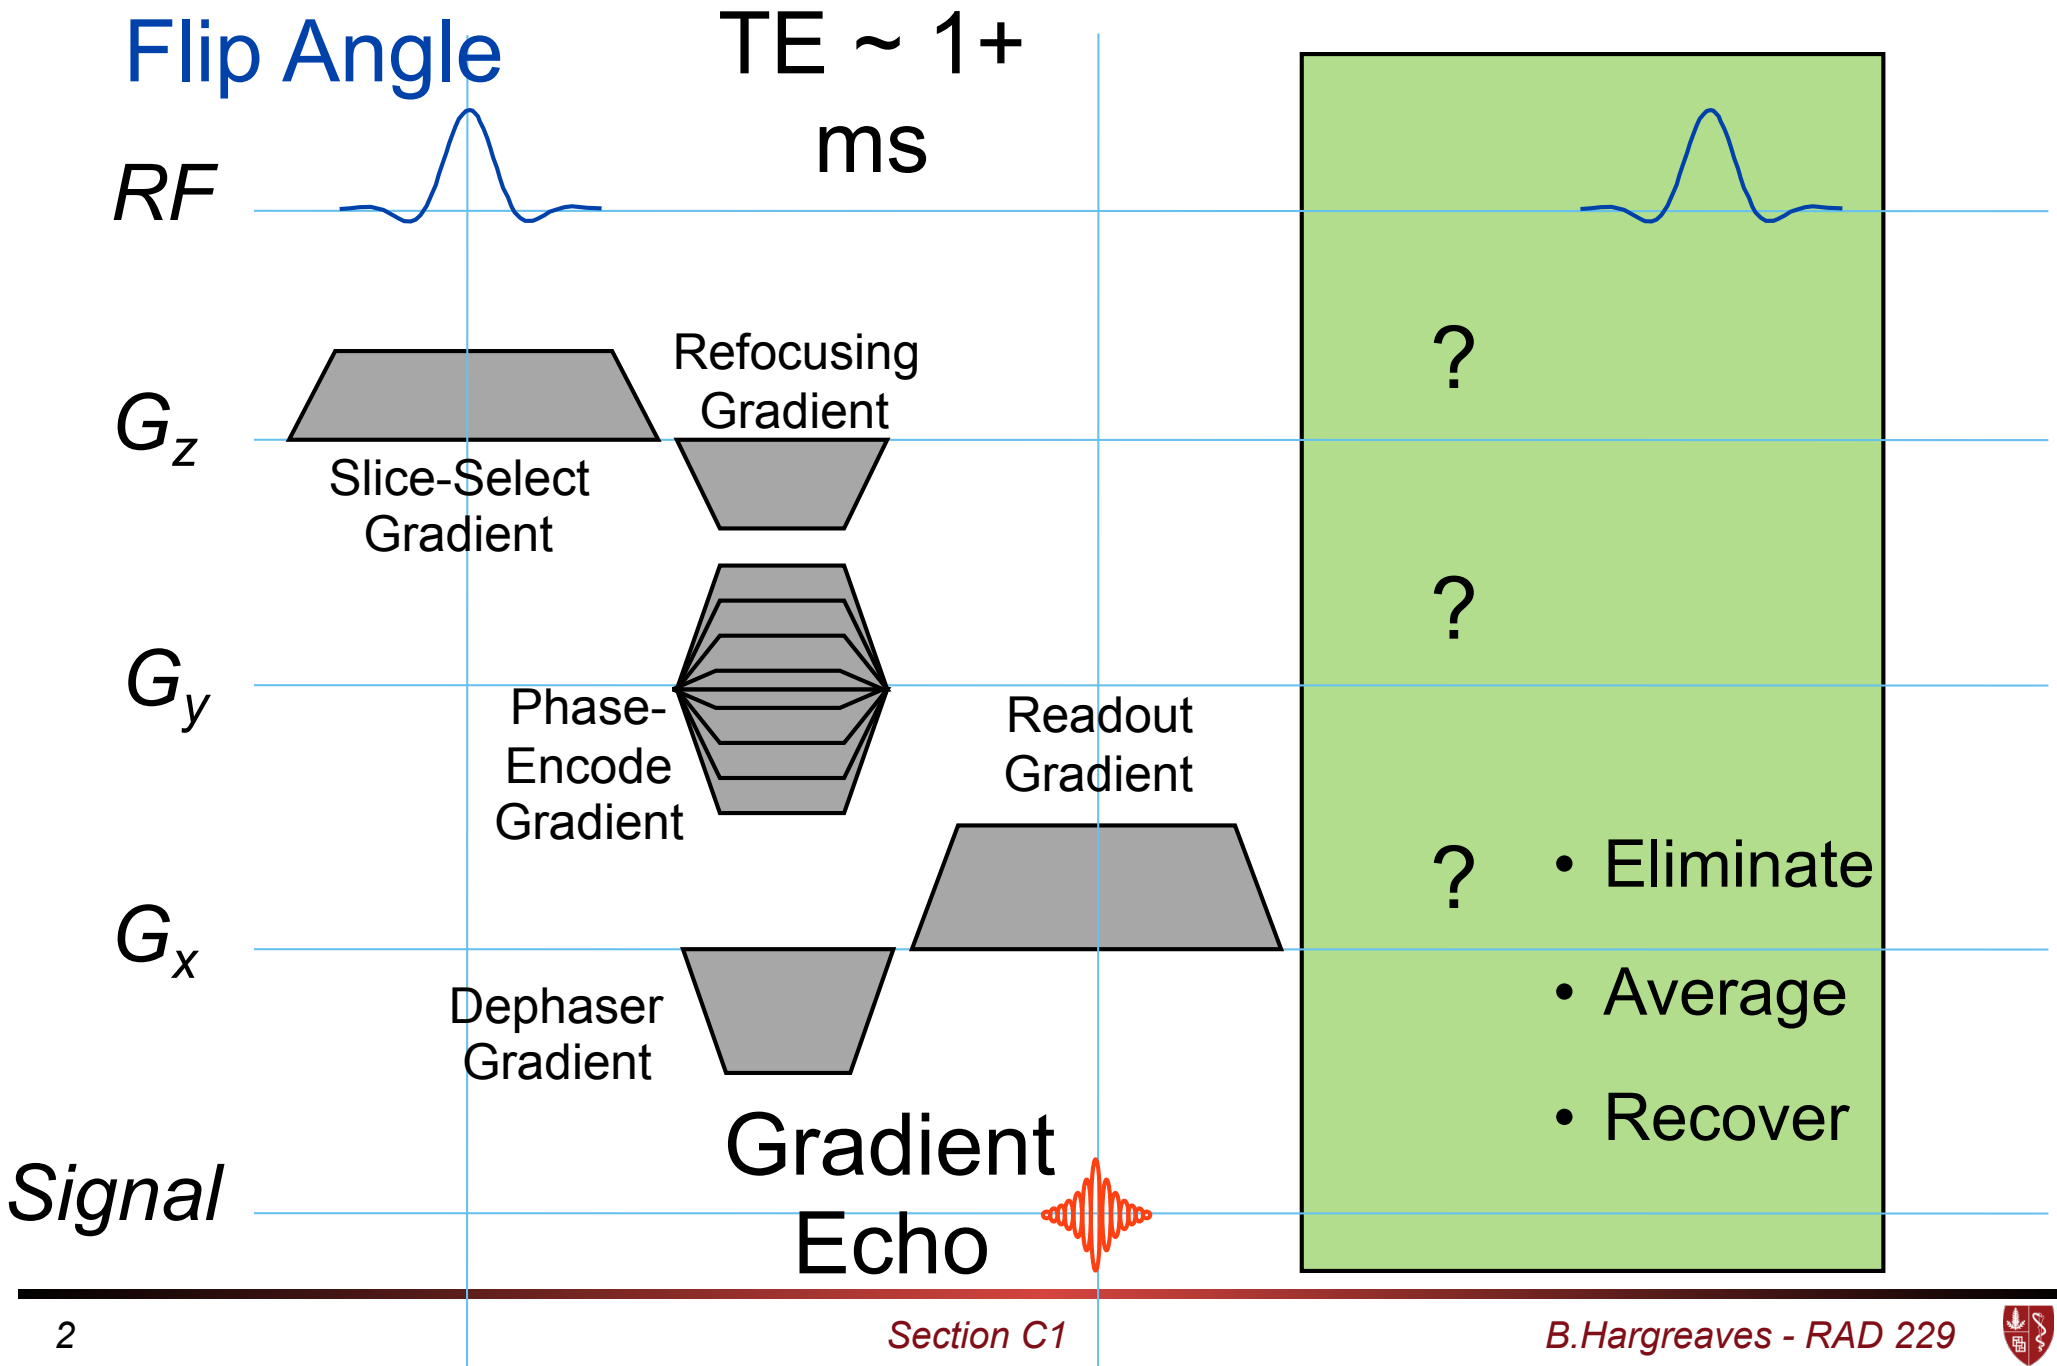 Flip Angle
TE ~ 1+
ms
RF
Refocusing
Gradient
?
Gz
Slice-Select
Gradient
?
Gy
Phase-
Encode
Gradient
Readout
Gradient
?
• Eliminate
Gx
• Average
Dephaser
Gradient
• Recover
Gradient
Echo
Signal
2
Section C1
B.Hargreaves - RAD 229